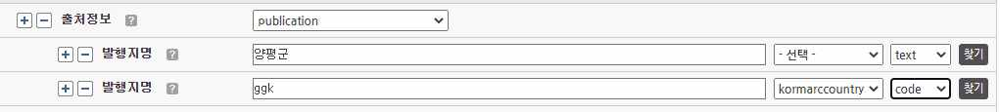 출처정보 ? publication
발행지명 ? 양평군 - 선택 - text 찾기
발행지명 ? ggk kormarccountry code 찾기